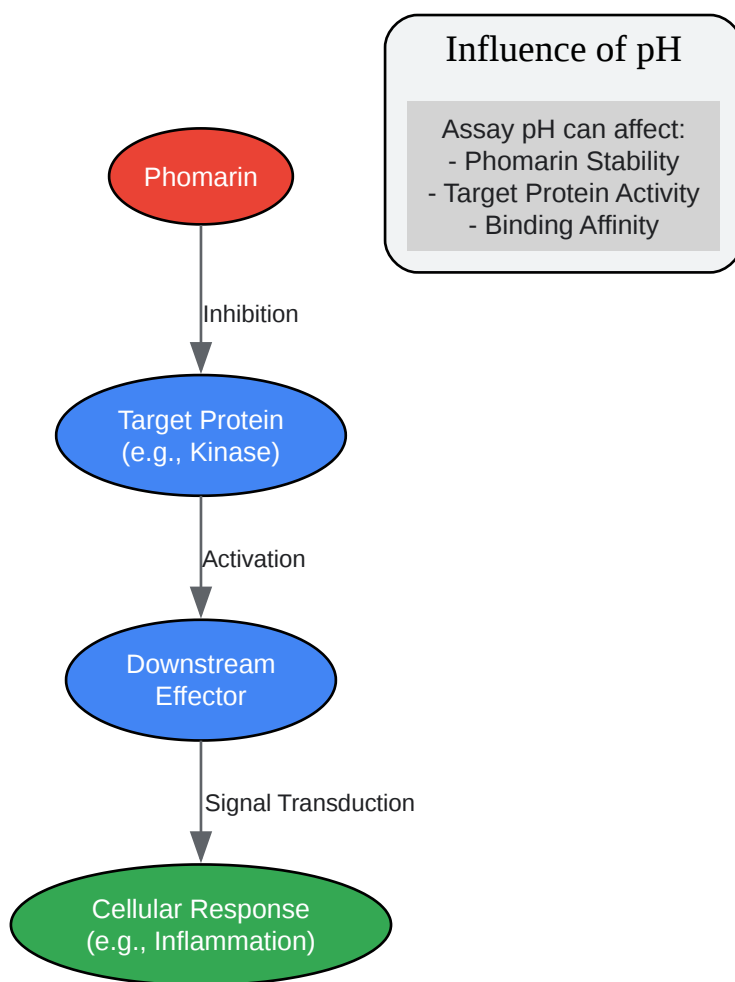 Influence of pH
Assay pH can affect:
- Phomarin Stability
- Target Protein Activity
- Binding Affinity
Phomarin
Inhibition
Target Protein
(e.g., Kinase)
Activation
Downstream
Effector
Signal Transduction
Cellular Response
(e.g., Inflammation)